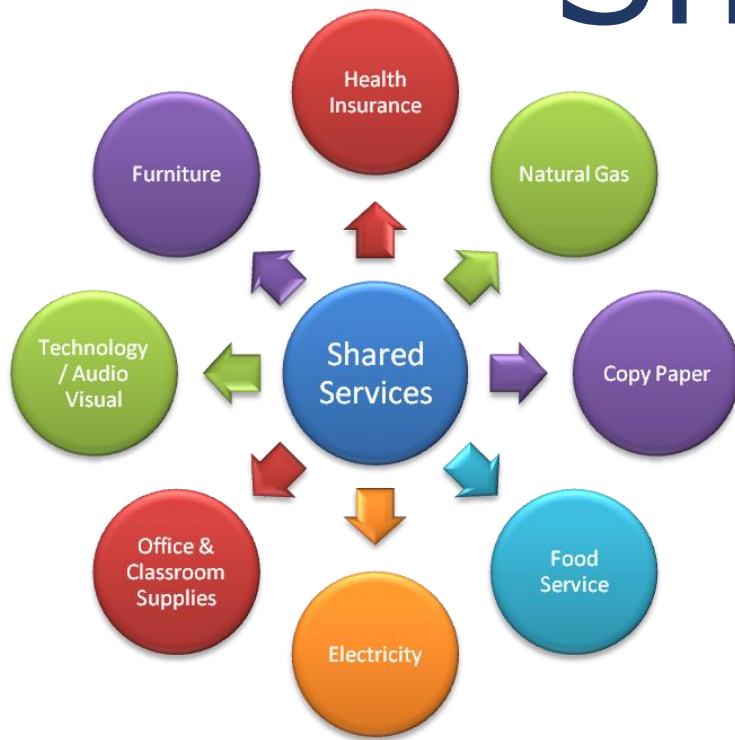 Health
Insurance
Natural Gas
Copy Paper
Food
Service
Electricity
Office &
Classroom
Supplies
Technology
/ Audio
Visual
Furniture
Shared
Services